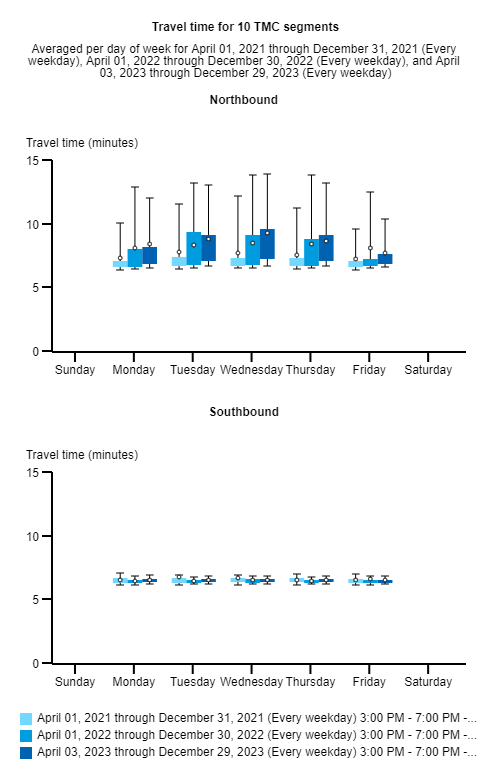 Travel time for 10 TMC segments
Averaged per day of week for April 01, 2021 through December 31, 2021 (Every
weekday), April 01, 2022 through December 30, 2022 (Every weekday), and April
03, 2023 through December 29, 2023 (Every weekday)
Northbound
Travel time (minutes)
15
10
5
0
Sunday Monday Tuesday Wednesday Thursday Friday Saturday
Southbound
Travel time (minutes)
15
10
5
0
Sunday Monday Tuesday Wednesday Thursday Friday Saturday
April 01, 2021 through December 31, 2021 (Every weekday) 3:00 PM - 7:00 PM -...
April 01, 2022 through December 30, 2022 (Every weekday) 3:00 PM - 7:00 PM -...
April 03, 2023 through December 29, 2023 (Every weekday) 3:00 PM - 7:00 PM -...